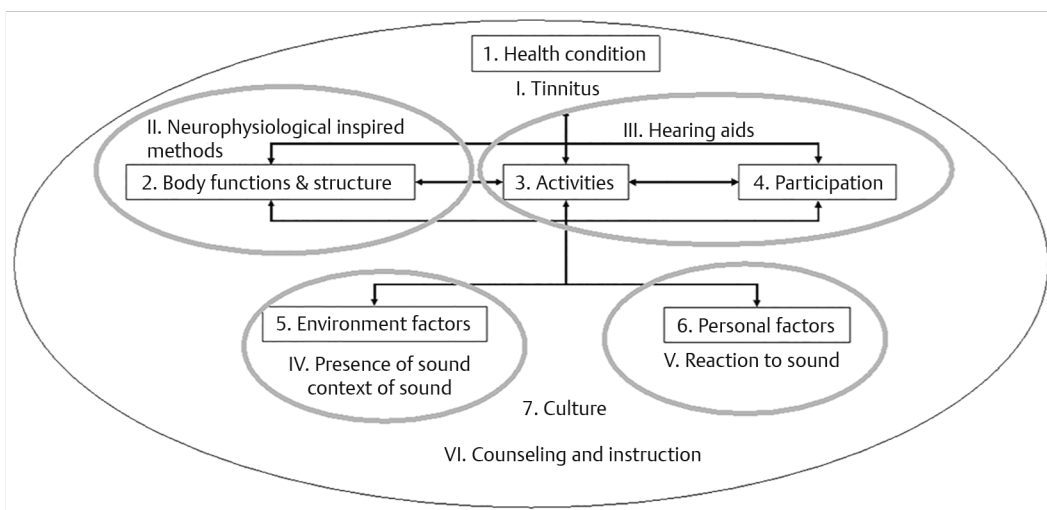 1. Health condition
I. Tinnitus
II. Neurophysiological inspired
methods
III. Hearing aids
2. Body functions & structure
3. Activities
4. Participation
5. Environment factors
6. Personal factors
IV. Presence of sound
context of sound
V. Reaction to sound
7. Culture
VI. Counseling and instruction